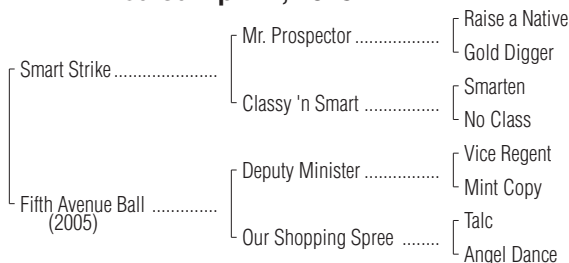 Raise a Native
Mr. Prospector ...................
Gold Digger
Smart Strike ......................
Smarten
Classy 'n Smart ................
No Class
Vice Regent
Deputy Minister ................
Mint Copy
Fifth Avenue Ball ..............
(2005)
Talc
Our Shopping Spree ........
Angel Dance